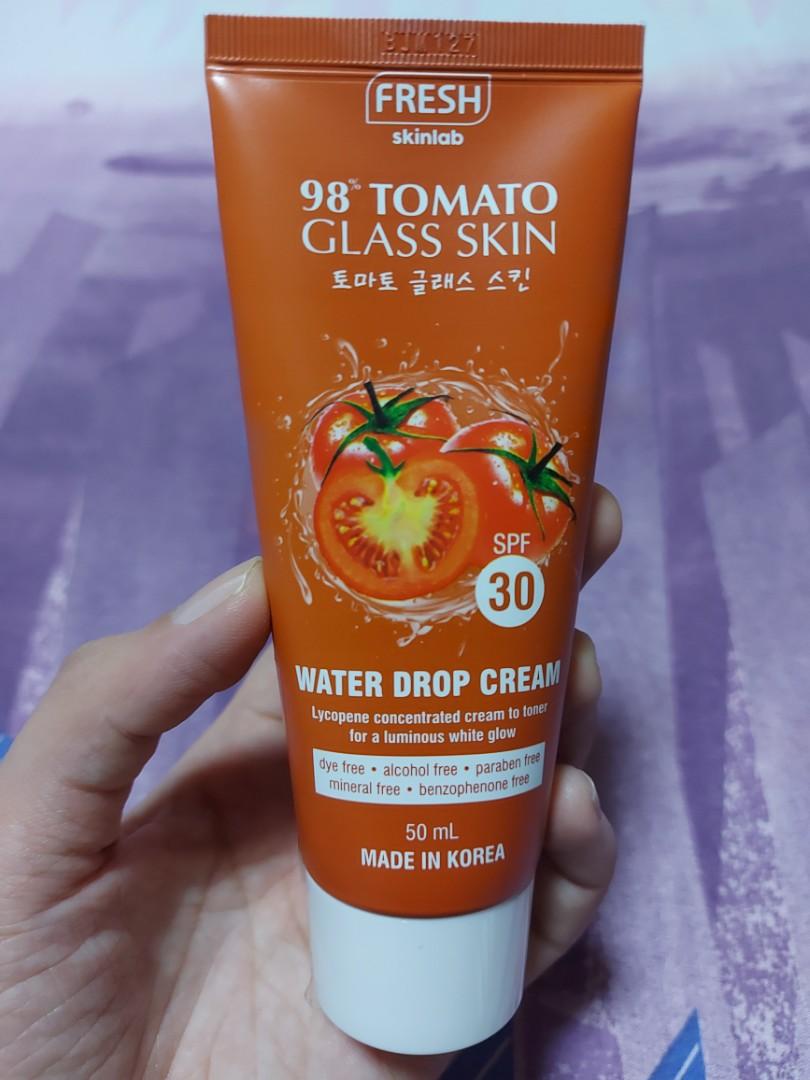 FRESH
skinlab
98% TOMATO
GLASS SKIN
토마토 글래스 스킨
SPF
30
WATER DROP CREAM
Lycopene concentrated cream to toner
for a luminous white glow
dye free • alcohol free • paraben free
mineral free • benzophenone free
50 mL
MADE IN KOREA